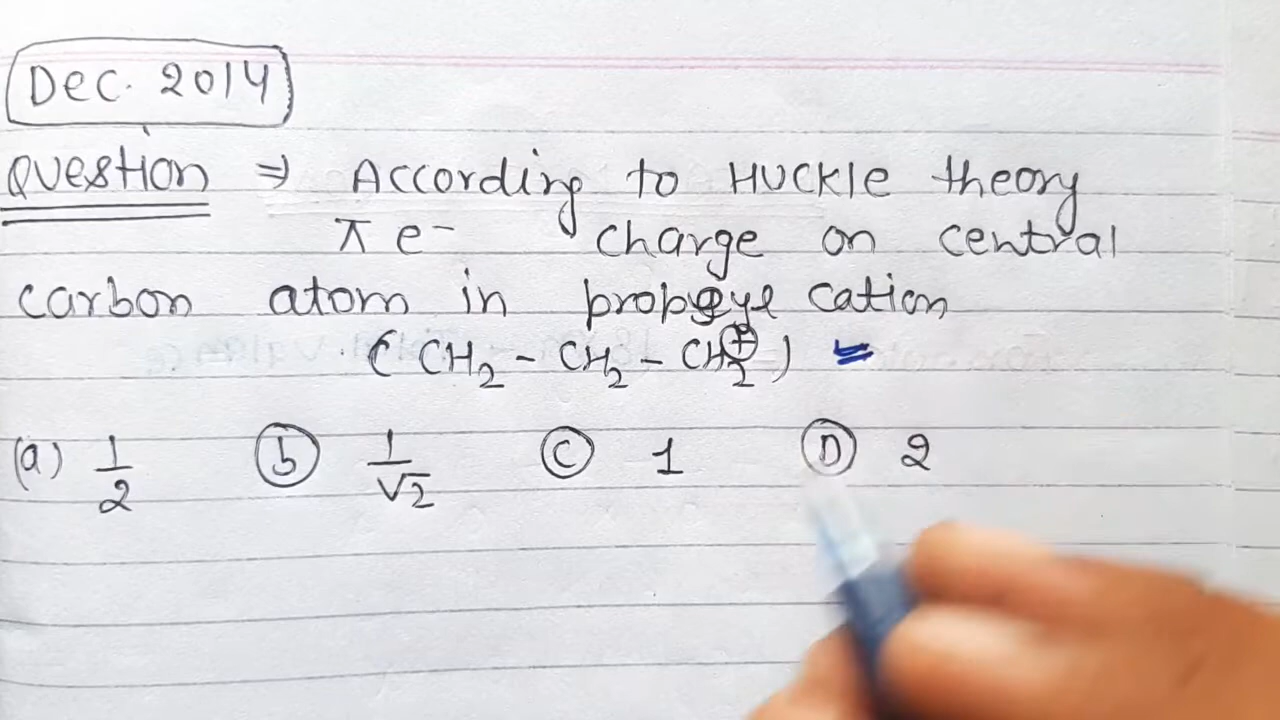 Dec. 2014
QUESTION ⇒ According to HUCKle theory
π e⁻ charge on central
carbon atom in cation
(CH₂ - CH₂ - CH₂⊕)
(a) 1/2 (b) 1/√2 (C) 1 (D) 2